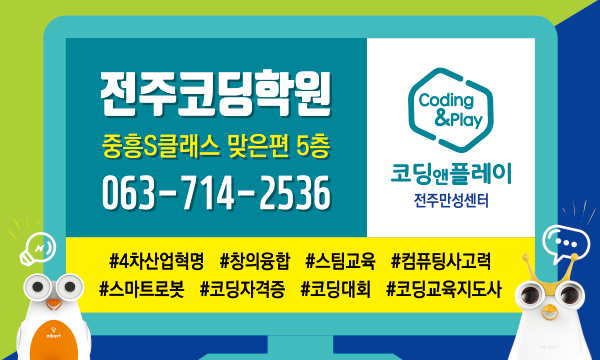 전주코딩학원
중흥S클래스 맞은편 5층
063-714-2536
Coding
&Play
코딩앤플레이
전주만성센터
#4차산업혁명 #창의융합 #스팀교육 #컴퓨팅사고력
#스마트로봇 #코딩자격증 #코딩대회 #코딩교육지도사
albert